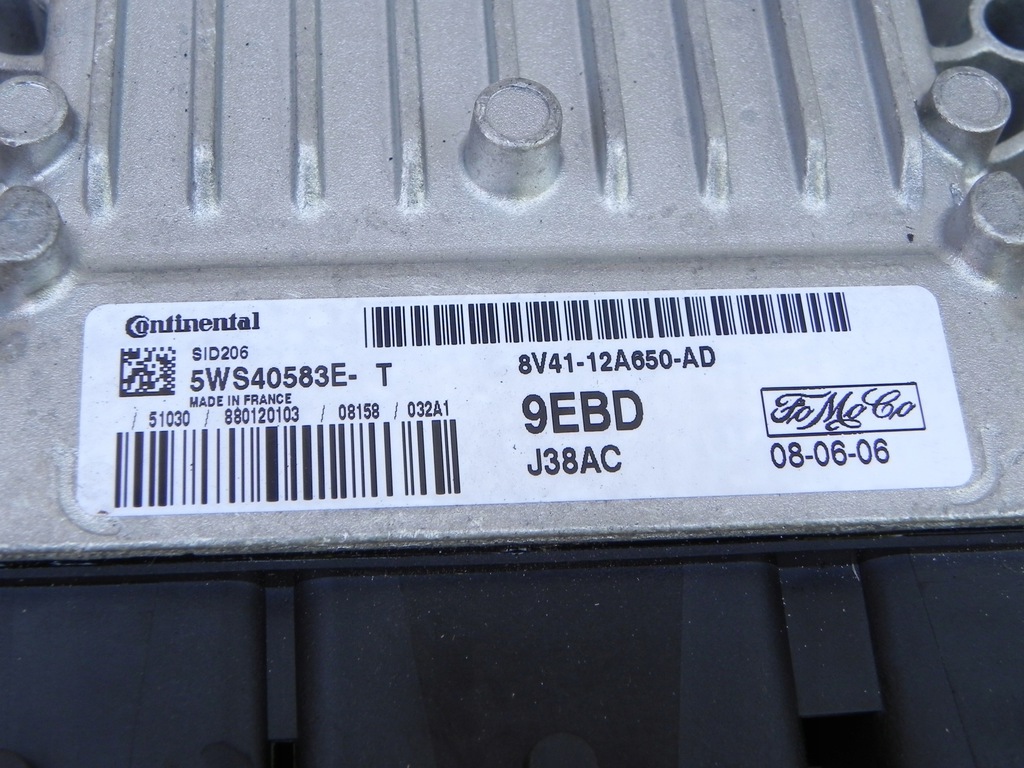 Continental
SID206
5WS40583E- T
MADE IN FRANCE
/ 51030 / 880120103 / 08158 / 032A1
8V41-12A650-AD
9EBD
J38AC
FoMoCo
08-06-06